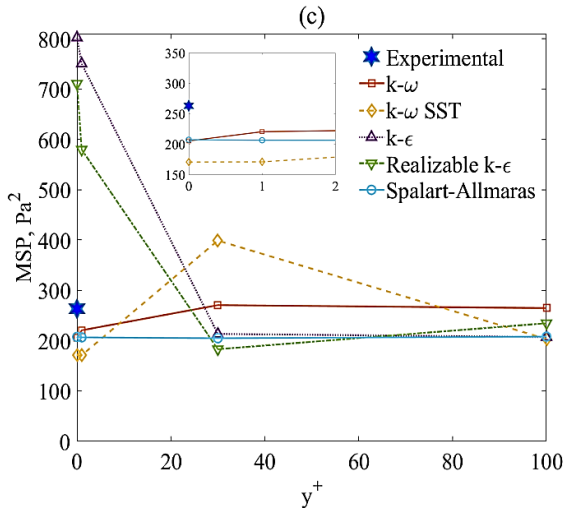 (c)
MSP, Pa²
800
700
600
500
400
300
200
100
0
0
20
40
60
80
100
y⁺
350
300
250
200
150
0
1
2
Experimental
k-ω
k-ω SST
k-ϵ
Realizable k-ϵ
Spalart-Allmaras